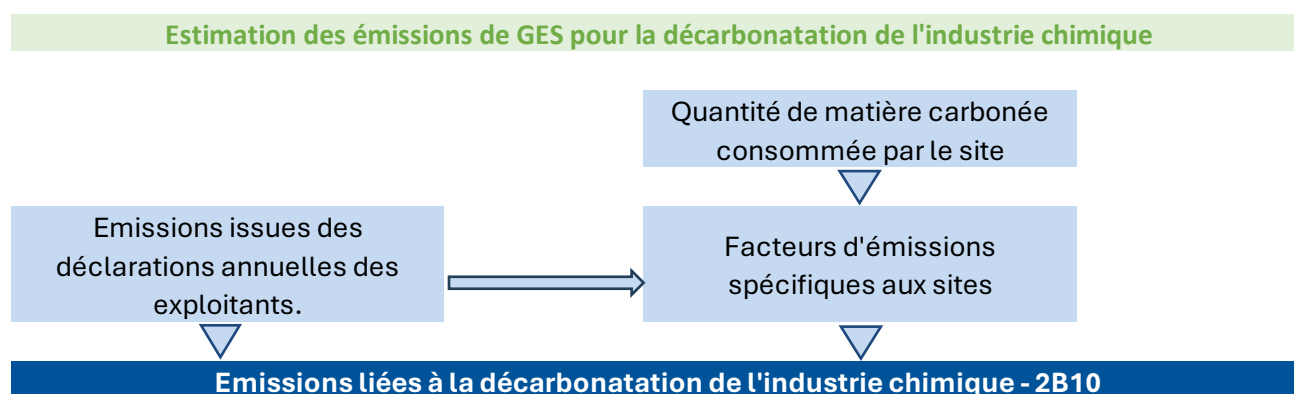 Estimation des émissions de GES pour la décarbonatation de l'industrie chimique
Quantité de matière carbonée
consommée par le site
Emissions issues des
déclarations annuelles des
exploitants.
Facteurs d'émissions
spécifiques aux sites
Emissions liées à la décarbonatation de l'industrie chimique - 2B10